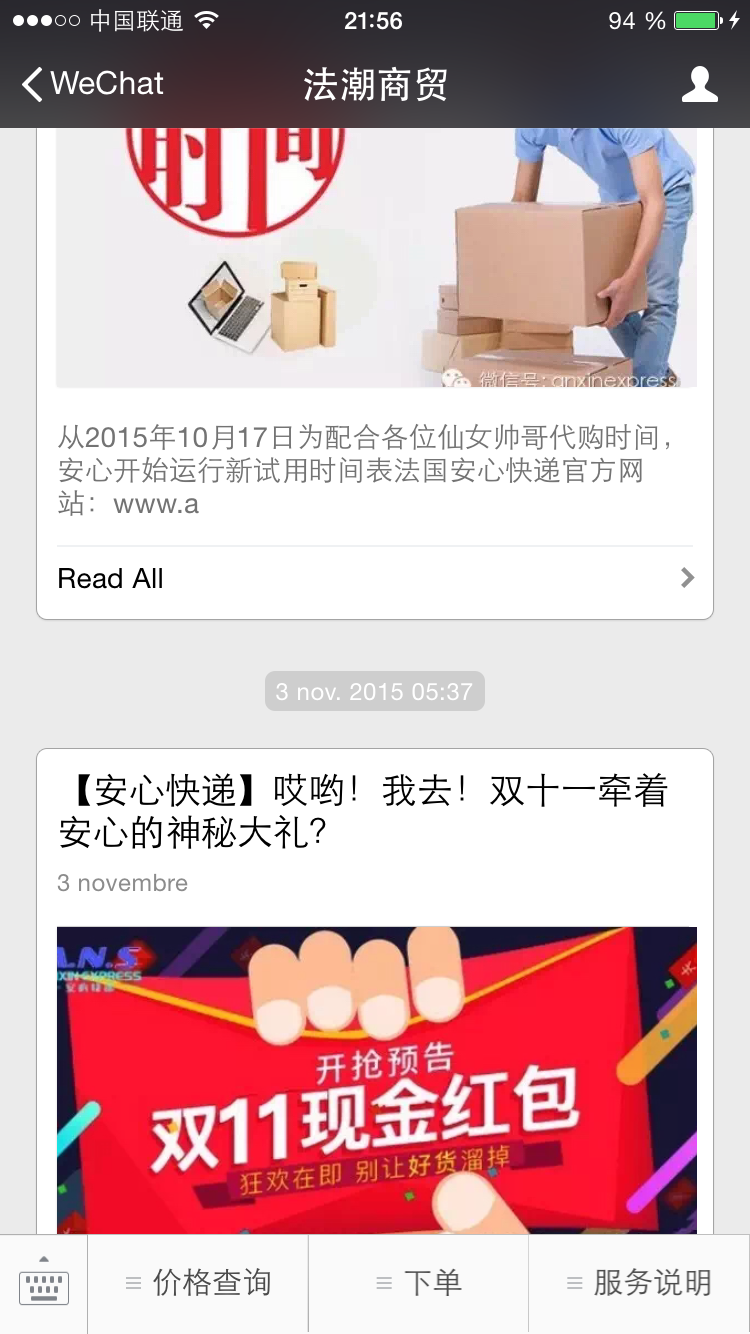 中国联通
21:56
94 %
WeChat
法潮商贸
时间
微信号: anxinexpress
从2015年10月17日为配合各位仙女帅哥代购时间，
安心开始运行新试用时间表法国安心快递官方网
站：www.a
Read All
3 nov. 2015 05:37
【安心快递】哎哟！我去！双十一牵着
安心的神秘大礼？
3 novembre
A.N.S
开抢预告
双11现金红包
狂欢在即 别让好货溜掉
价格查询
下单
服务说明